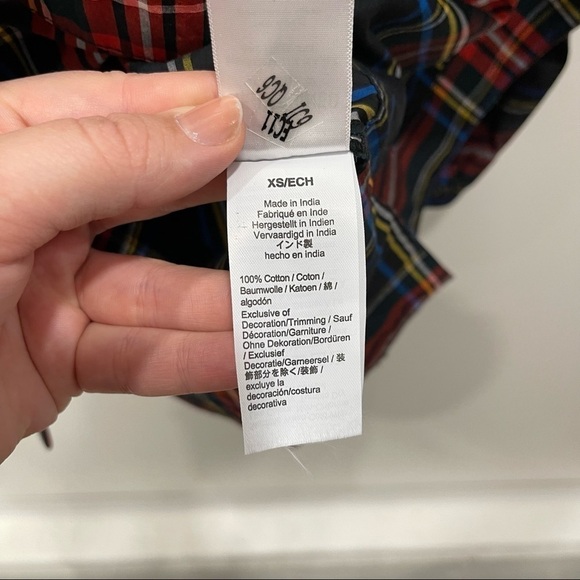 XS/ECH
Made in India
Fabriqué en Inde
Hergestellt in Indien
Vervaardigd in India
インド製
hecho en india
100% Cotton / Coton /
Baumwolle / Katoen / 綿 /
algodón
Exclusive of
Decoration/Trimming / Sauf
Décoration/Garniture /
Ohne Dekoration/Bordüren
/ Exclusief
Decoratie/Garneersel / 装
飾部分を除く/装飾 /
excluye la
decoración/costura
decorativa